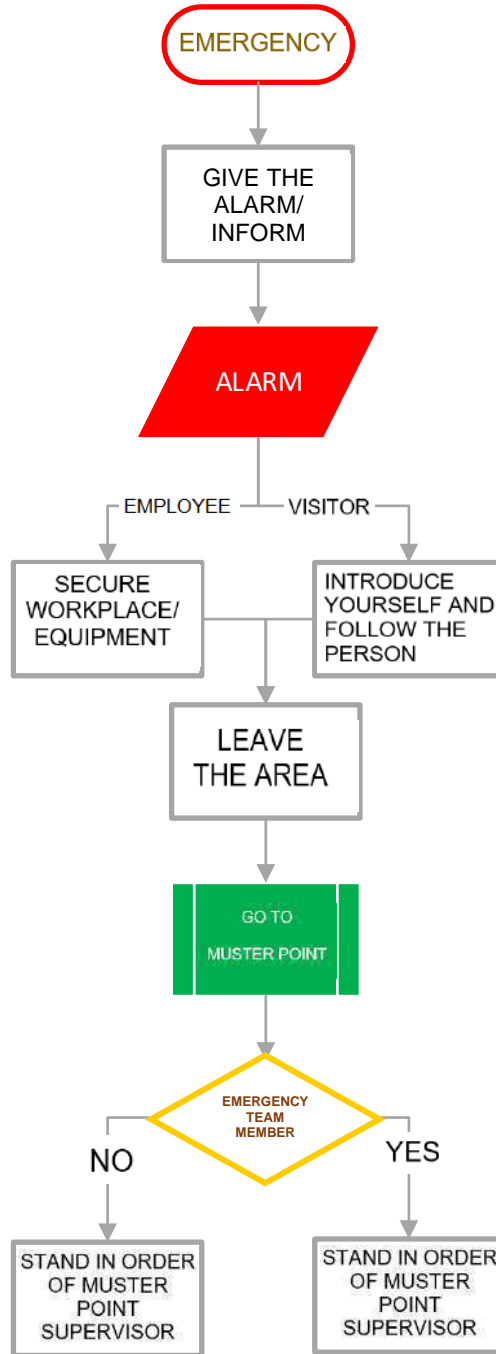 EMERGENCY
GIVE THE
ALARM/
INFORM
ALARM
EMPLOYEE
VISITOR
SECURE
WORKPLACE/
EQUIPMENT
INTRODUCE
YOURSELF AND
FOLLOW THE
PERSON
LEAVE
THE AREA
GO TO
MUSTER POINT
EMERGENCY
TEAM
MEMBER
NO
YES
STAND IN ORDER
OF MUSTER
POINT
SUPERVISOR
STAND IN ORDER
OF MUSTER
POINT
SUPERVISOR